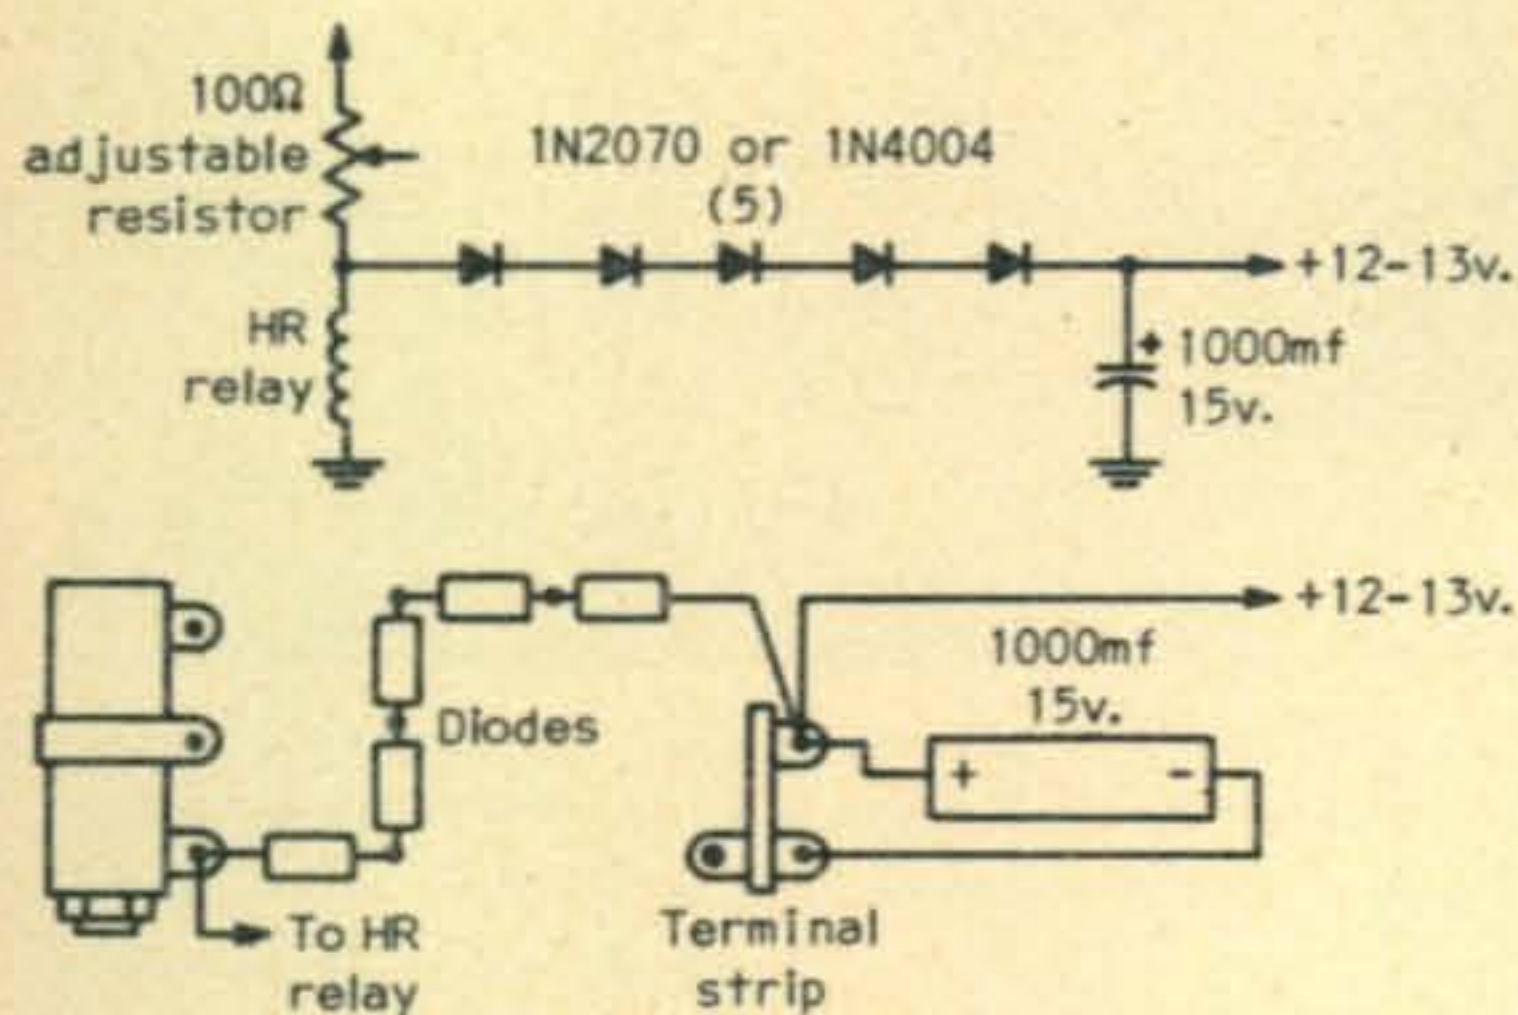 100Ω
adjustable
resistor
1N2070 or 1N4004
(5)
+12-13v.
HR
relay
+ 1000mf
15v.
+12-13v.
1000mf
15v.
Diodes
+ -
To HR
relay
Terminal
strip